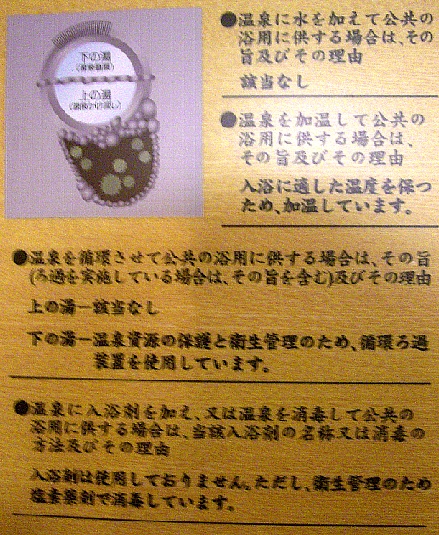 下の湯
(循環ろ過)
上の湯
(源泉かけ流し)
●温泉に水を加えて公共の
浴用に供する場合は、その
旨及びその理由
該当なし
●温泉を加温して公共の
浴用に供する場合は、
その旨及びその理由
入浴に適した温度を保つ
ため、加温しています。
●温泉を循環させて公共の浴用に供する場合は、その旨
(ろ過を実施している場合は、その旨を含む)及びその理由
上の湯ー該当なし
下の湯ー温泉資源の保護と衛生管理のため、循環ろ過
装置を使用しています。
●温泉に入浴剤を加え、又は温泉を消毒して公共の
浴用に供する場合は、当該入浴剤の名称又は消毒の
方法及びその理由
入浴剤は使用しておりません。ただし、衛生管理のため
塩素薬剤で消毒しています。